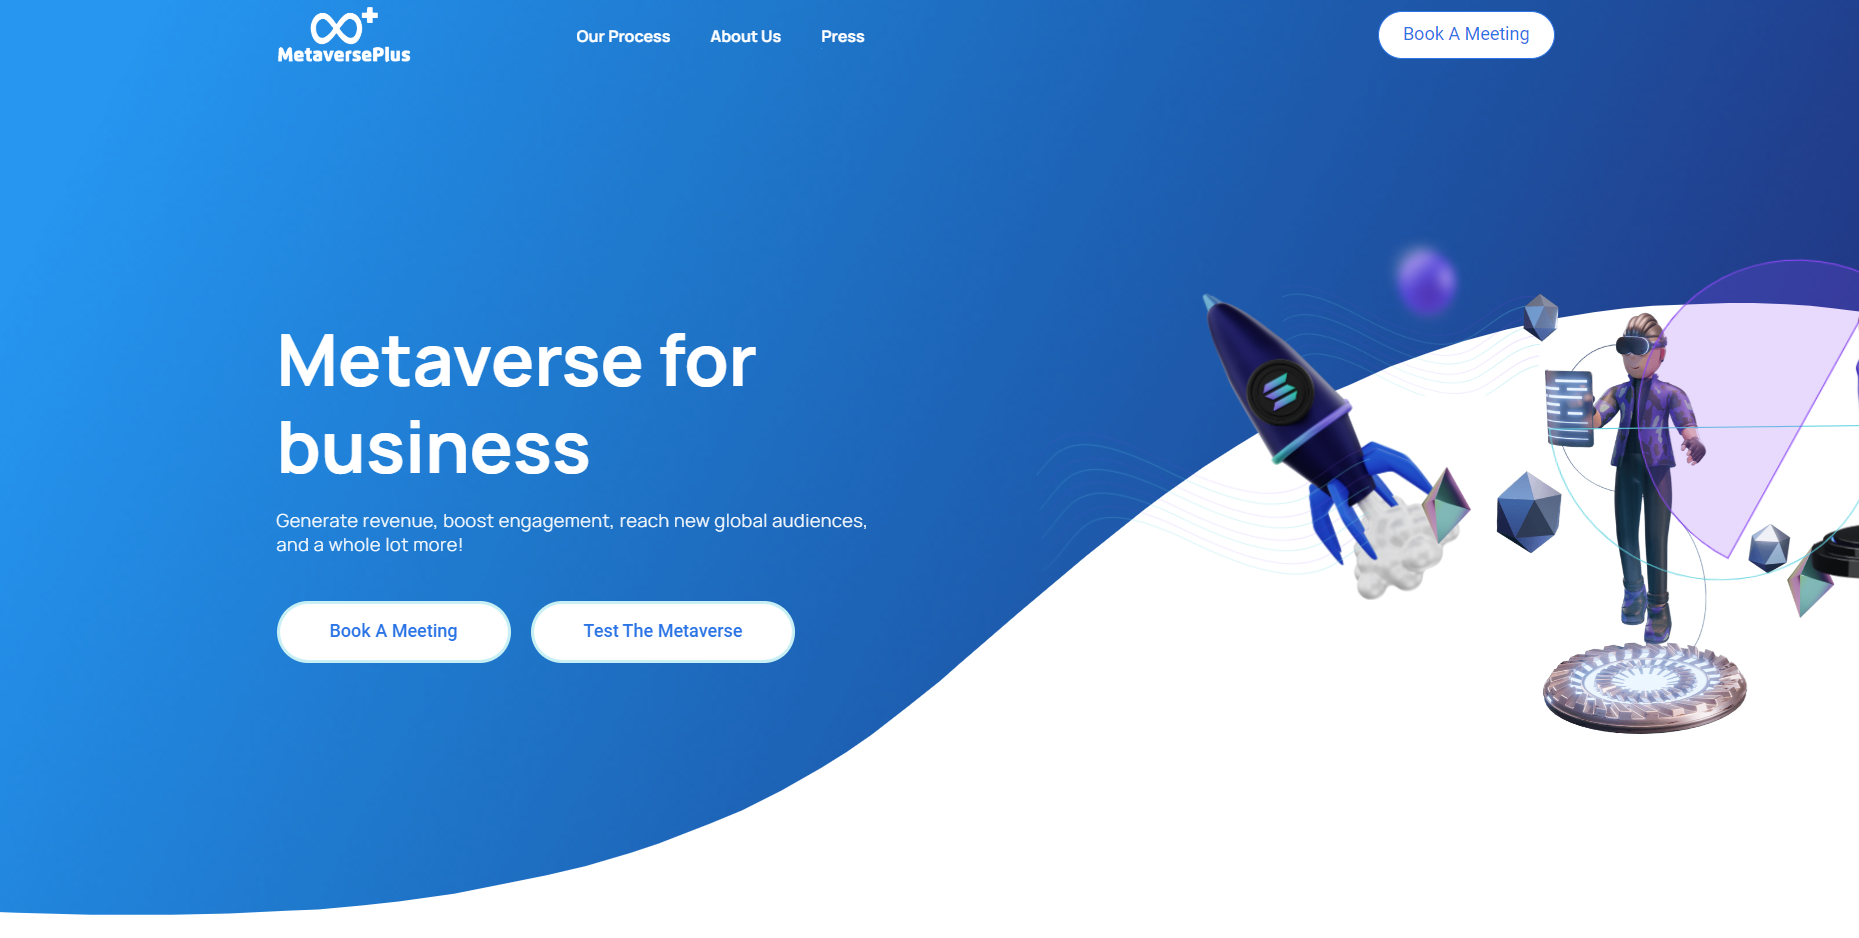 MetaversePlus
Our Process
About Us
Press
Book A Meeting
Metaverse for
business
Generate revenue, boost engagement, reach new global audiences,
and a whole lot more!
Book A Meeting
Test The Metaverse